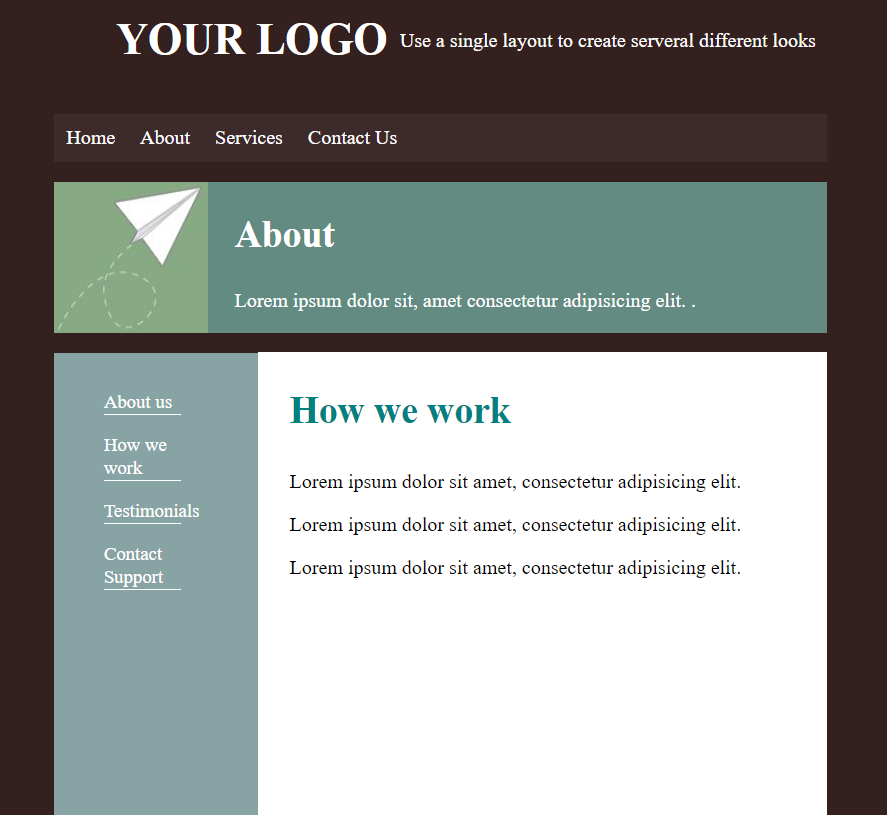 YOUR LOGO Use a single layout to create serveral different looks
Home About Services Contact Us
About
Lorem ipsum dolor sit, amet consectetur adipisicing elit. .
About us
How we
work
Testimonials
Contact
Support
How we work
Lorem ipsum dolor sit amet, consectetur adipisicing elit.
Lorem ipsum dolor sit amet, consectetur adipisicing elit.
Lorem ipsum dolor sit amet, consectetur adipisicing elit.